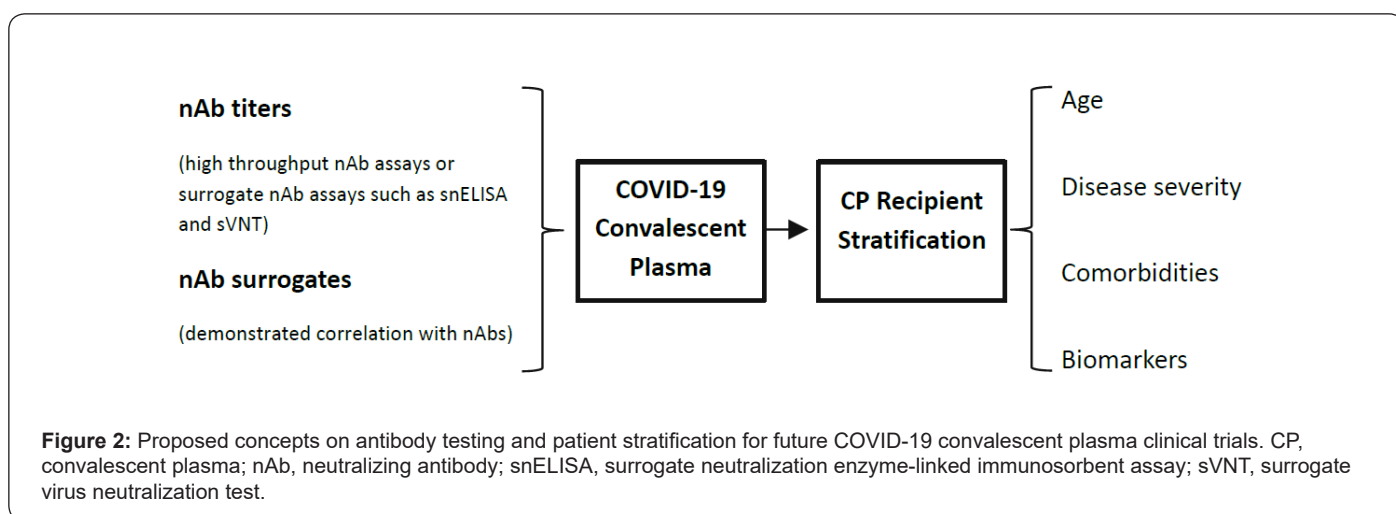 nAb titers
(high throughput nAb assays or
surrogate nAb assays such as snELISA
and sVNT)
nAb surrogates
(demonstrated correlation with nAbs)
COVID-19
Convalescent
Plasma
CP Recipient
Stratification
Age
Disease severity
Comorbidities
Biomarkers
Figure 2: Proposed concepts on antibody testing and patient stratification for future COVID-19 convalescent plasma clinical trials. CP,
convalescent plasma; nAb, neutralizing antibody; snELISA, surrogate neutralization enzyme-linked immunosorbent assay; sVNT, surrogate
virus neutralization test.